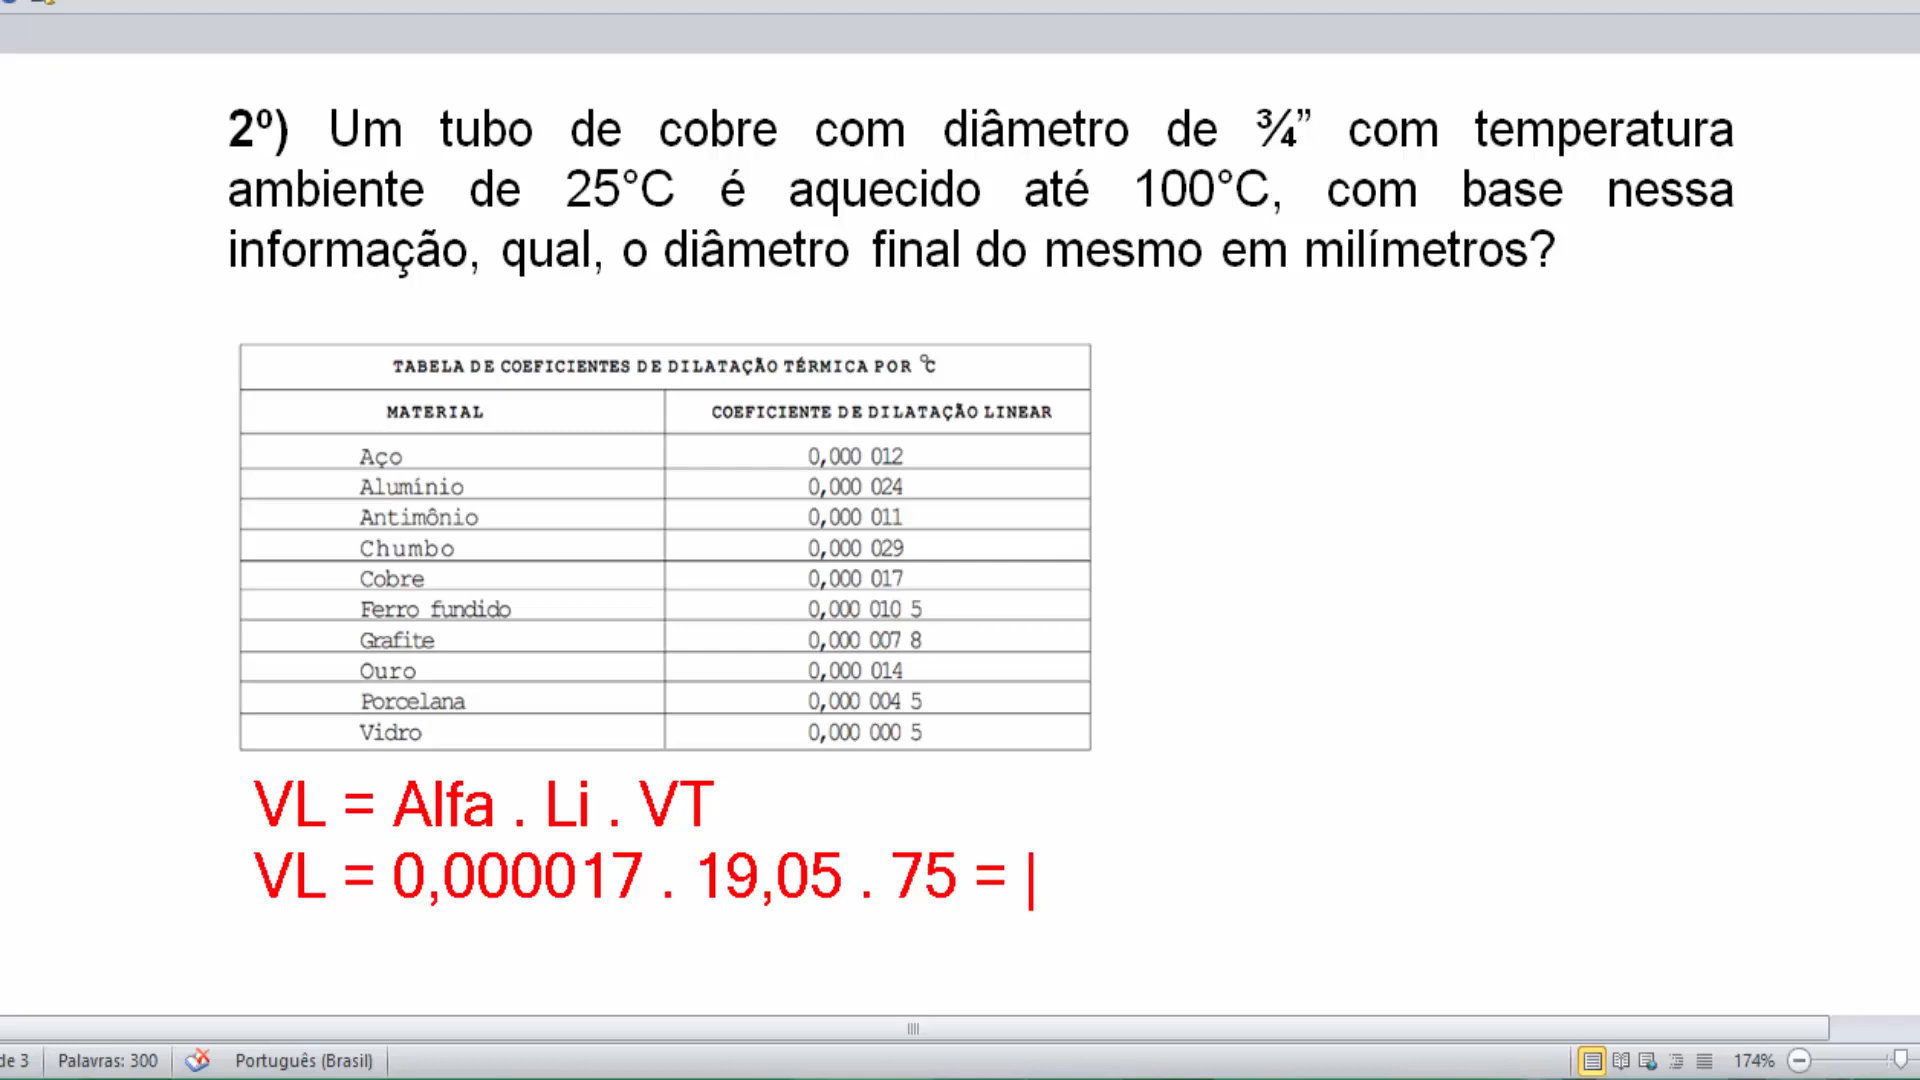 2º) Um tubo de cobre com diâmetro de ¾” com temperatura
ambiente de 25°C é aquecido até 100°C, com base nessa
informação, qual, o diâmetro final do mesmo em milímetros?
TABELA DE COEFICIENTES DE DILATAÇÃO TÉRMICA POR °C
MATERIAL COEFICIENTE DE DILATAÇÃO LINEAR
Aço 0,000 012
Alumínio 0,000 024
Antimônio 0,000 011
Chumbo 0,000 029
Cobre 0,000 017
Ferro fundido 0,000 010 5
Grafite 0,000 007 8
Ouro 0,000 014
Porcelana 0,000 004 5
Vidro 0,000 000 5
VL = Alfa . Li . VT
VL = 0,000017 . 19,05 . 75 =
de 3 Palavras: 300 Português (Brasil) 174%